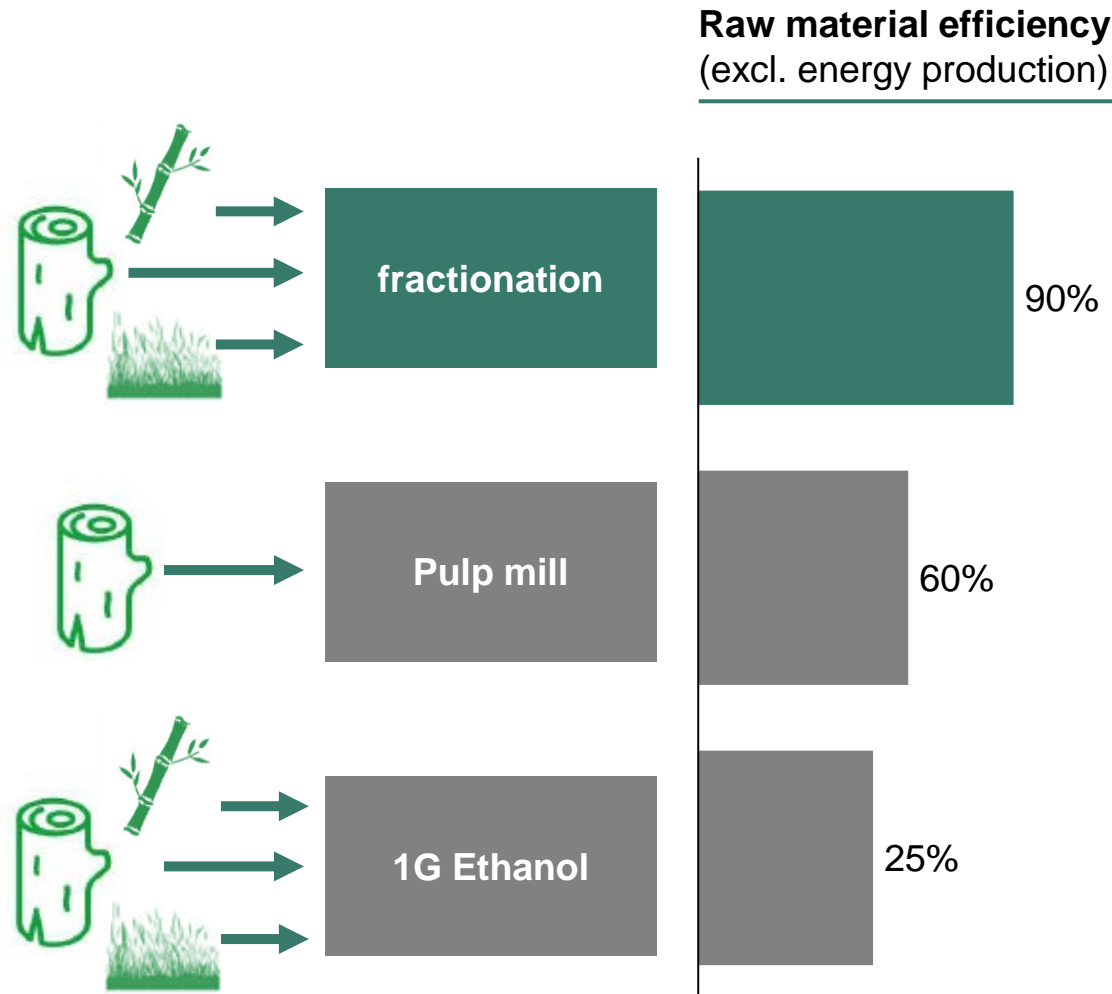 Raw material efficiency
(excl. energy production)
fractionation
90%
Pulp mill
60%
1G Ethanol
25%